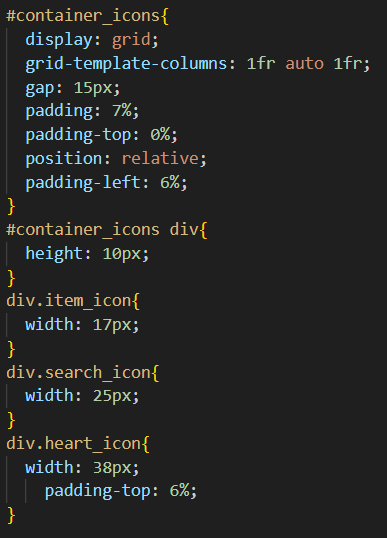 #container_icons{
  display: grid;
  grid-template-columns: 1fr auto 1fr;
  gap: 15px;
  padding: 7%;
  padding-top: 0%;
  position: relative;
  padding-left: 6%;
}
#container_icons div{
  height: 10px;
}
div.item_icon{
  width: 17px;
}
div.search_icon{
  width: 25px;
}
div.heart_icon{
  width: 38px;
    padding-top: 6%;
}